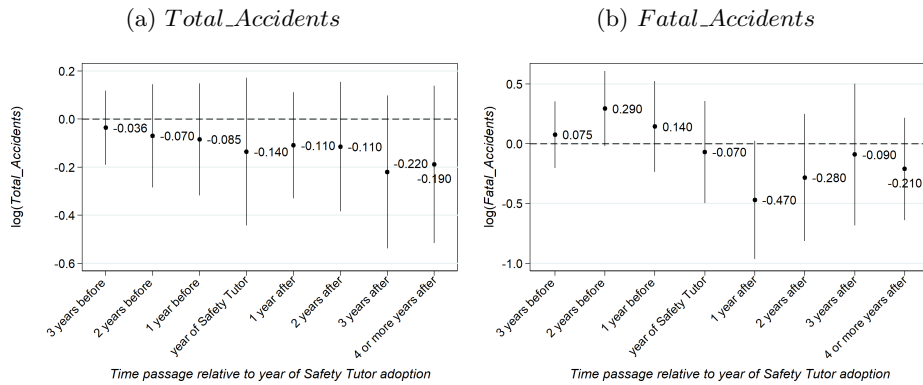 (a) Total_Accidents
(b) Fatal_Accidents
log(Total_Accidents)
0.2
0.0
-0.2
-0.4
-0.6
-0.036
-0.070
-0.085
-0.140
-0.110
-0.110
-0.220
-0.190
3 years before
2 years before
1 year before
year of Safety Tutor
1 year after
2 years after
3 years after
4 or more years after
Time passage relative to year of Safety Tutor adoption
log(Fatal_Accidents)
0.5
0.0
-0.5
-1.0
0.075
0.290
0.140
-0.070
-0.470
-0.280
-0.090
-0.210
3 years before
2 years before
1 year before
year of Safety Tutor
1 year after
2 years after
3 years after
4 or more years after
Time passage relative to year of Safety Tutor adoption